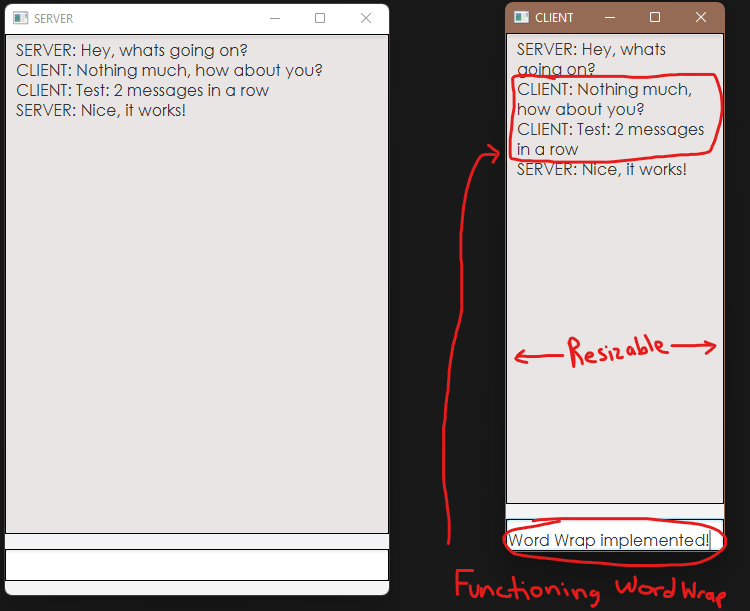 SERVER
SERVER: Hey, whats going on?
CLIENT: Nothing much, how about you?
CLIENT: Test: 2 messages in a row
SERVER: Nice, it works!
CLIENT
SERVER: Hey, whats
going on?
CLIENT: Nothing much,
how about you?
CLIENT: Test: 2 messages
in a row
SERVER: Nice, it works!
Resizable
Word Wrap implemented!
Functioning Word Wrap